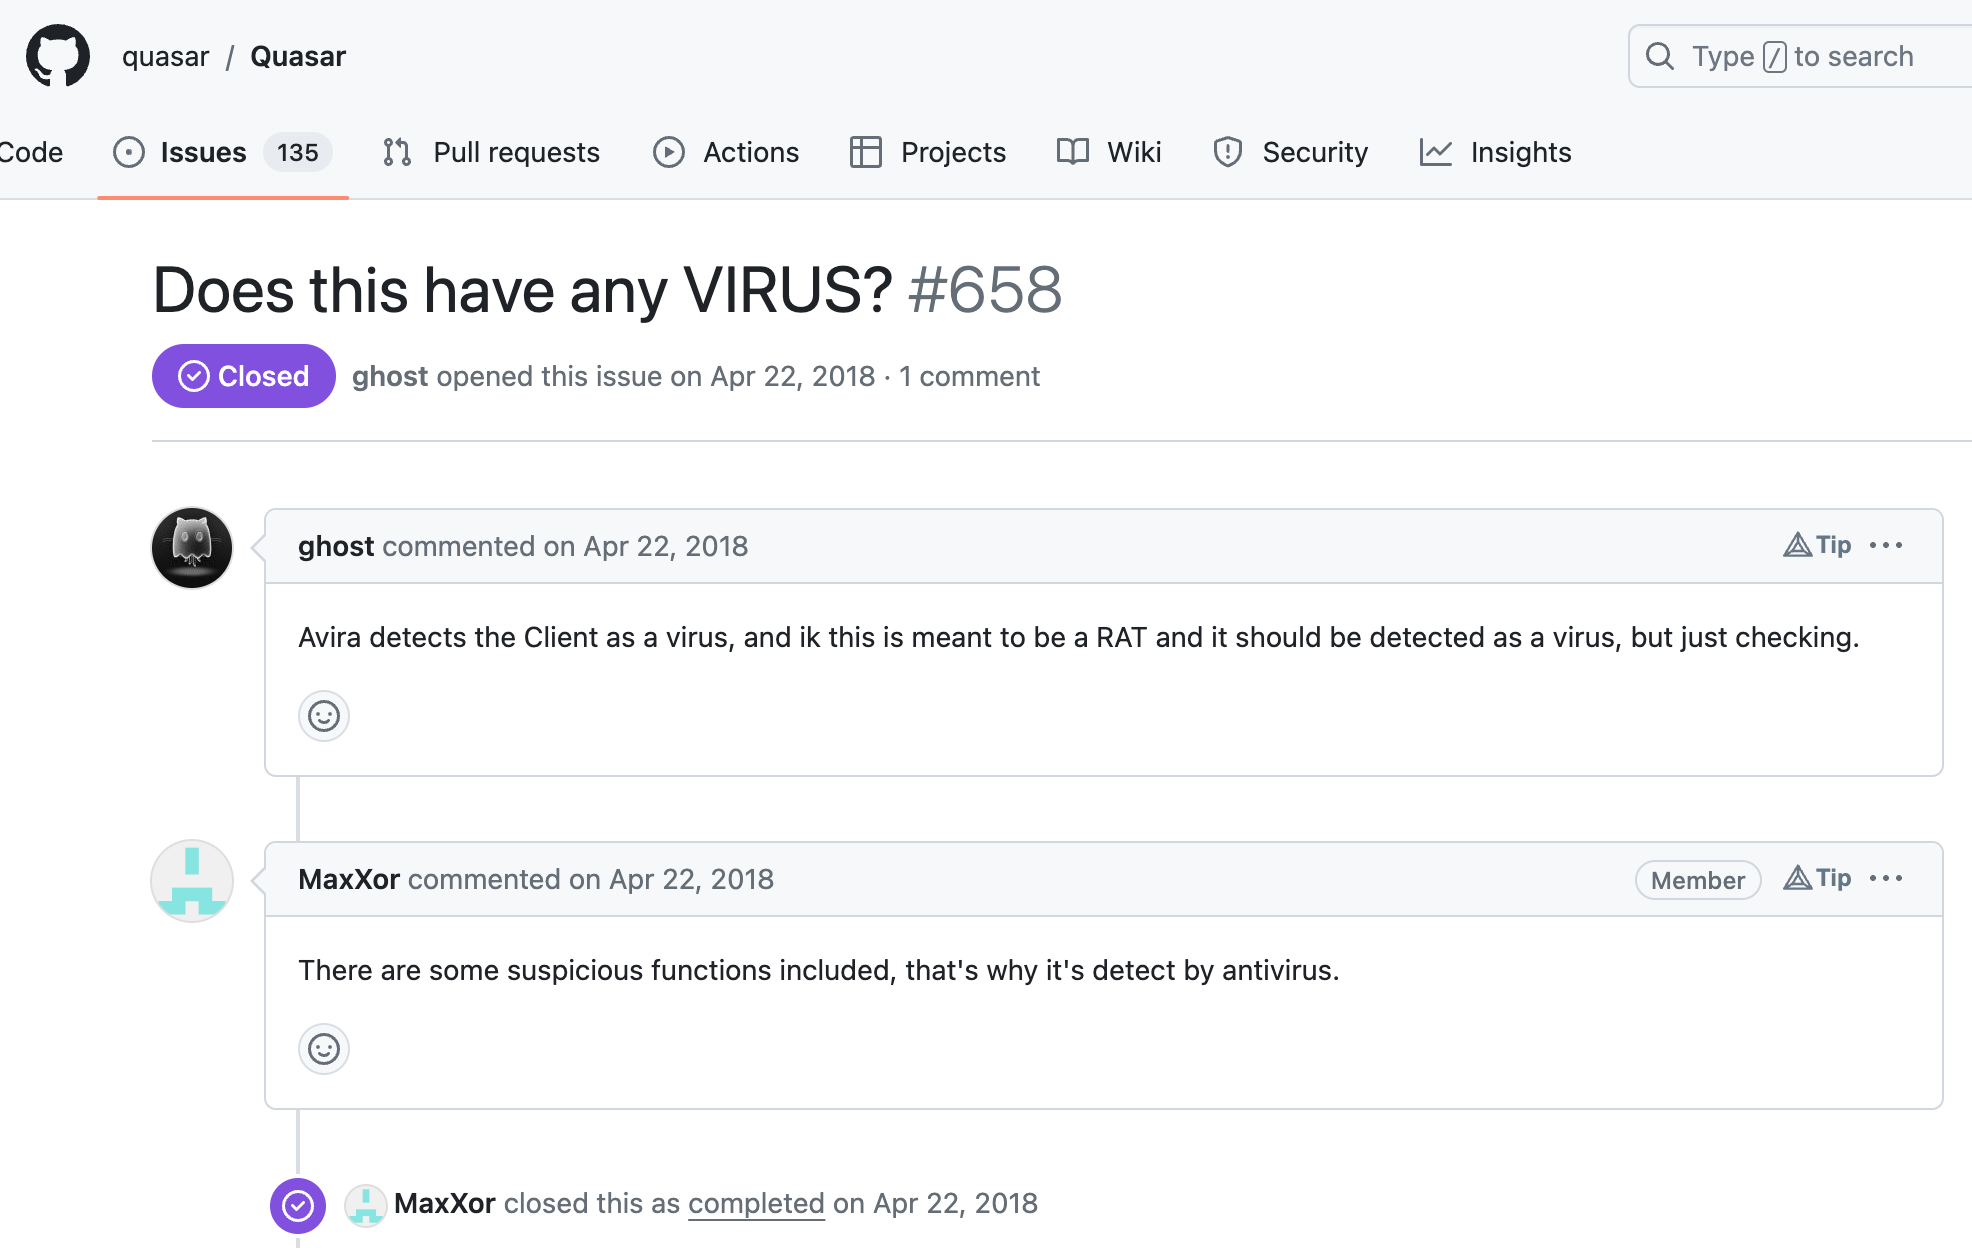 quasar / Quasar
Type / to search
Code
Issues 135
Pull requests
Actions
Projects
Wiki
Security
Insights
Does this have any VIRUS? #658
Closed
ghost opened this issue on Apr 22, 2018 · 1 comment
ghost commented on Apr 22, 2018
Tip
Avira detects the Client as a virus, and ik this is meant to be a RAT and it should be detected as a virus, but just checking.
MaxXor commented on Apr 22, 2018
Member
Tip
There are some suspicious functions included, that's why it's detect by antivirus.
MaxXor closed this as completed on Apr 22, 2018